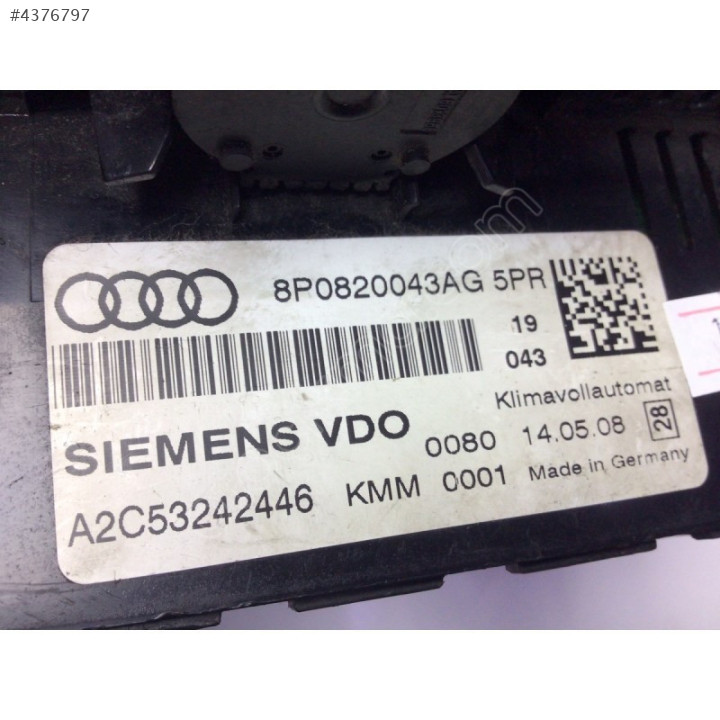 #4376797
8P0820043AG 5PR
19
043
Klimavollautomat
SIEMENS VDO 0080 14.05.08 28
A2C53242446 KMM 0001 Made in Germany